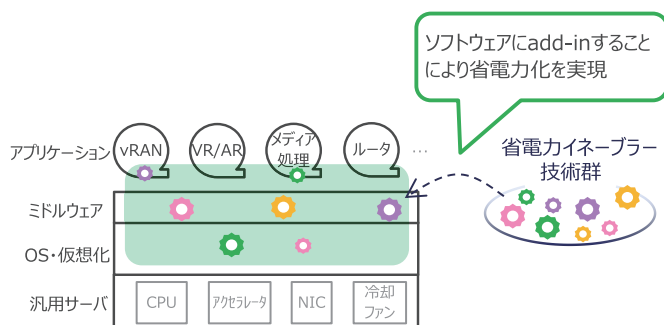 ソフトウェアにadd-inすること
により省電力化を実現
アプリケーション
vRAN
VR/AR
メディア
処理
ルータ
…
省電力イネーブラー
技術群
ミドルウェア
OS・仮想化
汎用サーバ
CPU
アクセラレータ
NIC
冷却
ファン